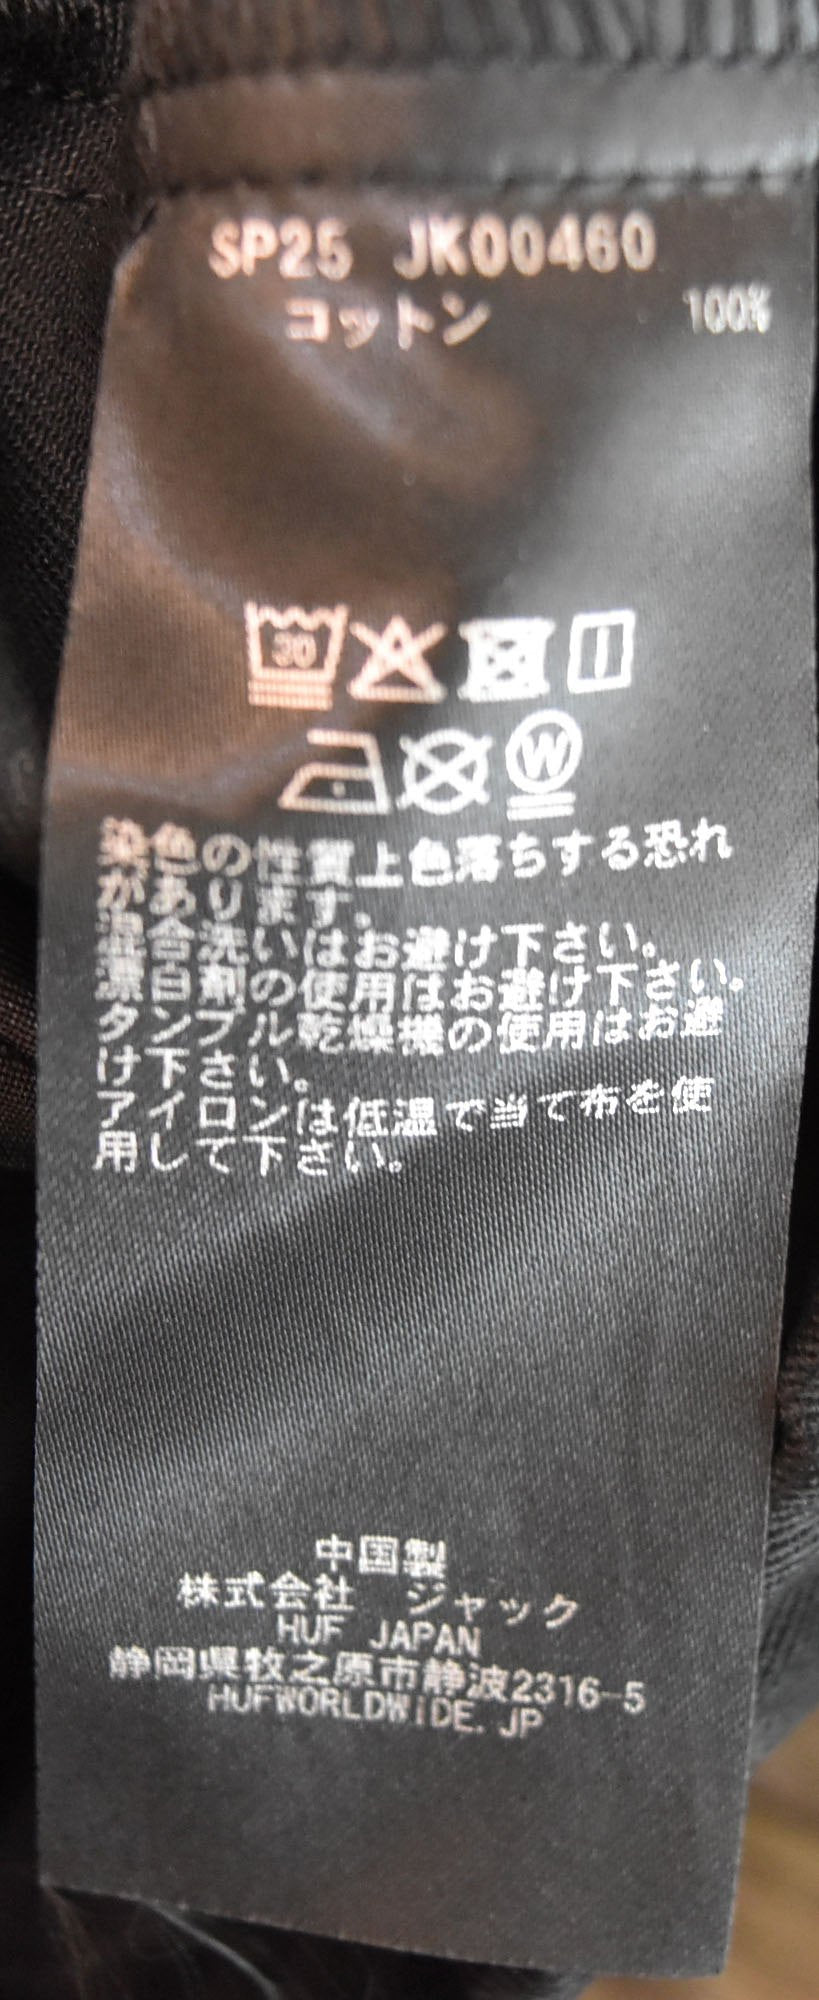 SP25 JK00460
コットン 100%
30
W
染色の性質上色落ちする恐れ
があります。
混合洗いはお避け下さい。
漂白剤の使用はお避け下さい。
タンブル乾燥機の使用はお避
け下さい。
アイロンは低温で当て布を使
用して下さい。
中国製
株式会社 ジャック
HUF JAPAN
静岡県牧之原市静波2316-5
HUFWORLDWIDE.JP